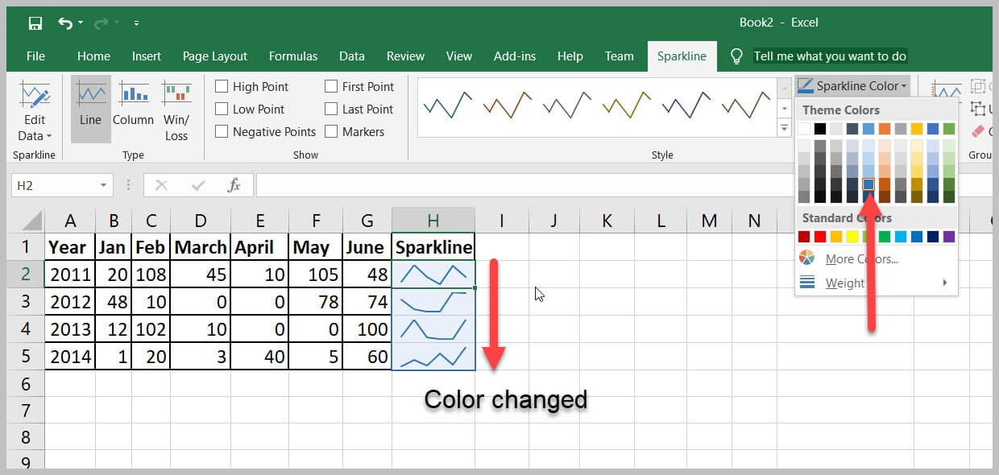 Book2 - Excel
File Home Insert Page Layout Formulas Data Review View Add-ins Help Team Sparkline Tell me what you want to do
Edit
Data
Sparkline
Line Column Win/
Loss
Type
High Point First Point
Low Point Last Point
Negative Points Markers
Show
Style
Sparkline Color
Theme Colors
Standard Colors
More Colors...
Weight
H2
fx
A B C D E F G H I J K L M N
1 Year Jan Feb March April May June Sparkline
2 2011 20 108 45 10 105 48
3 2012 48 10 0 0 78 74
4 2013 12 102 10 0 0 100
5 2014 1 20 3 40 5 60
6
7
8
9
Color changed